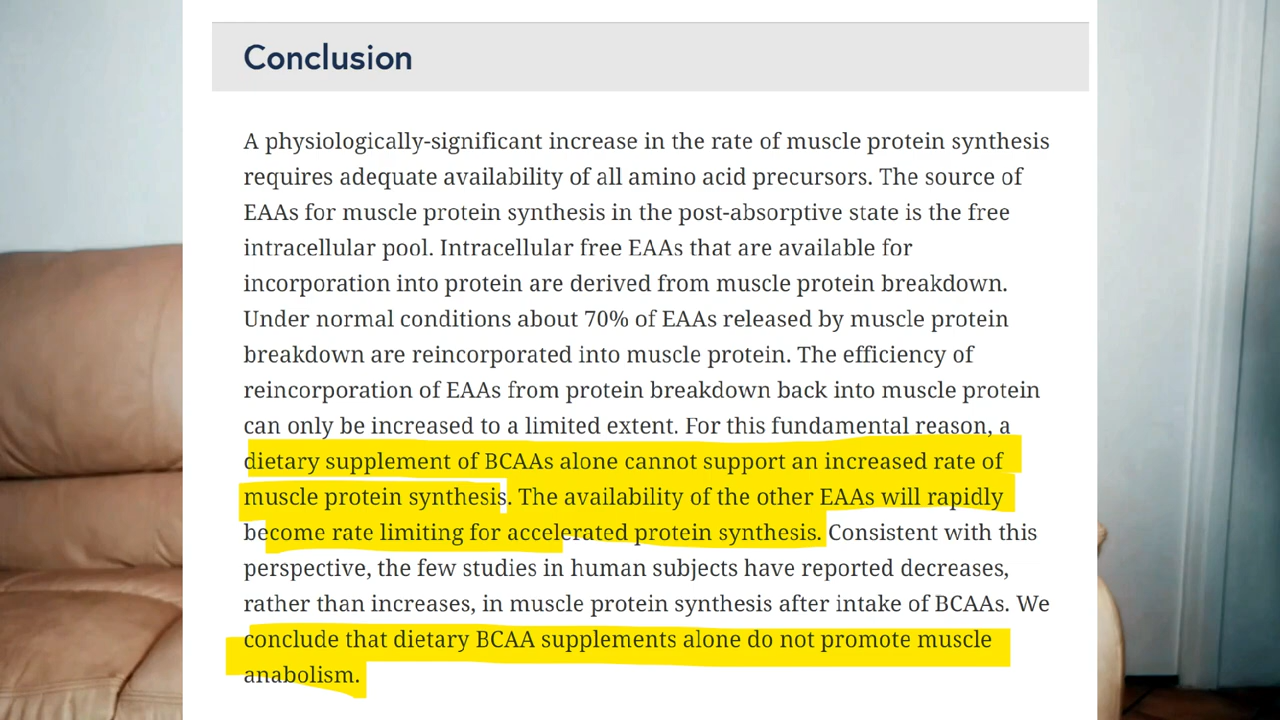 Conclusion
A physiologically-significant increase in the rate of muscle protein synthesis
requires adequate availability of all amino acid precursors. The source of
EAAs for muscle protein synthesis in the post-absorptive state is the free
intracellular pool. Intracellular free EAAs that are available for
incorporation into protein are derived from muscle protein breakdown.
Under normal conditions about 70% of EAAs released by muscle protein
breakdown are reincorporated into muscle protein. The efficiency of
reincorporation of EAAs from protein breakdown back into muscle protein
can only be increased to a limited extent. For this fundamental reason, a
dietary supplement of BCAAs alone cannot support an increased rate of
muscle protein synthesis. The availability of the other EAAs will rapidly
become rate limiting for accelerated protein synthesis. Consistent with this
perspective, the few studies in human subjects have reported decreases,
rather than increases, in muscle protein synthesis after intake of BCAAs. We
conclude that dietary BCAA supplements alone do not promote muscle
anabolism.